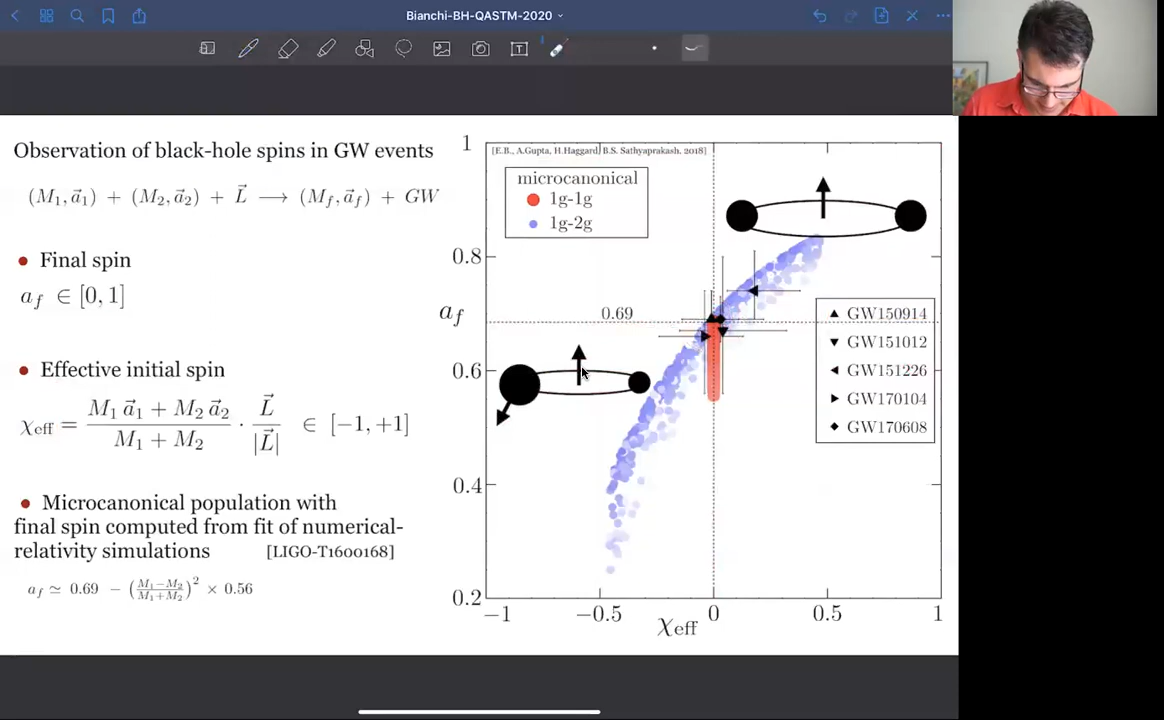 Bianchi-BH-QASTM-2020
Observation of black-hole spins in GW events
(M₁, a⃗₁) + (M₂, a⃗₂) + L⃗ ⟶ (M_f, a⃗_f) + GW
• Final spin
a_f ∈ [0, 1]
• Effective initial spin
χ_eff = (M₁ a⃗₁ + M₂ a⃗₂)/(M₁ + M₂) · L⃗/|L⃗| ∈ [−1, +1]
• Microcanonical population with
final spin computed from fit of numerical-
relativity simulations [LIGO-T1600168]
a_f ≃ 0.69 − ((M₁−M₂)/(M₁+M₂))² × 0.56
[E.B., A.Gupta, H.Haggard, B.S. Sathyaprakash, 2018]
microcanonical
1g-1g
1g-2g
1
0.8
a_f
0.69
0.6
0.4
0.2
−1
−0.5
0
0.5
1
χ_eff
GW150914
GW151012
GW151226
GW170104
GW170608